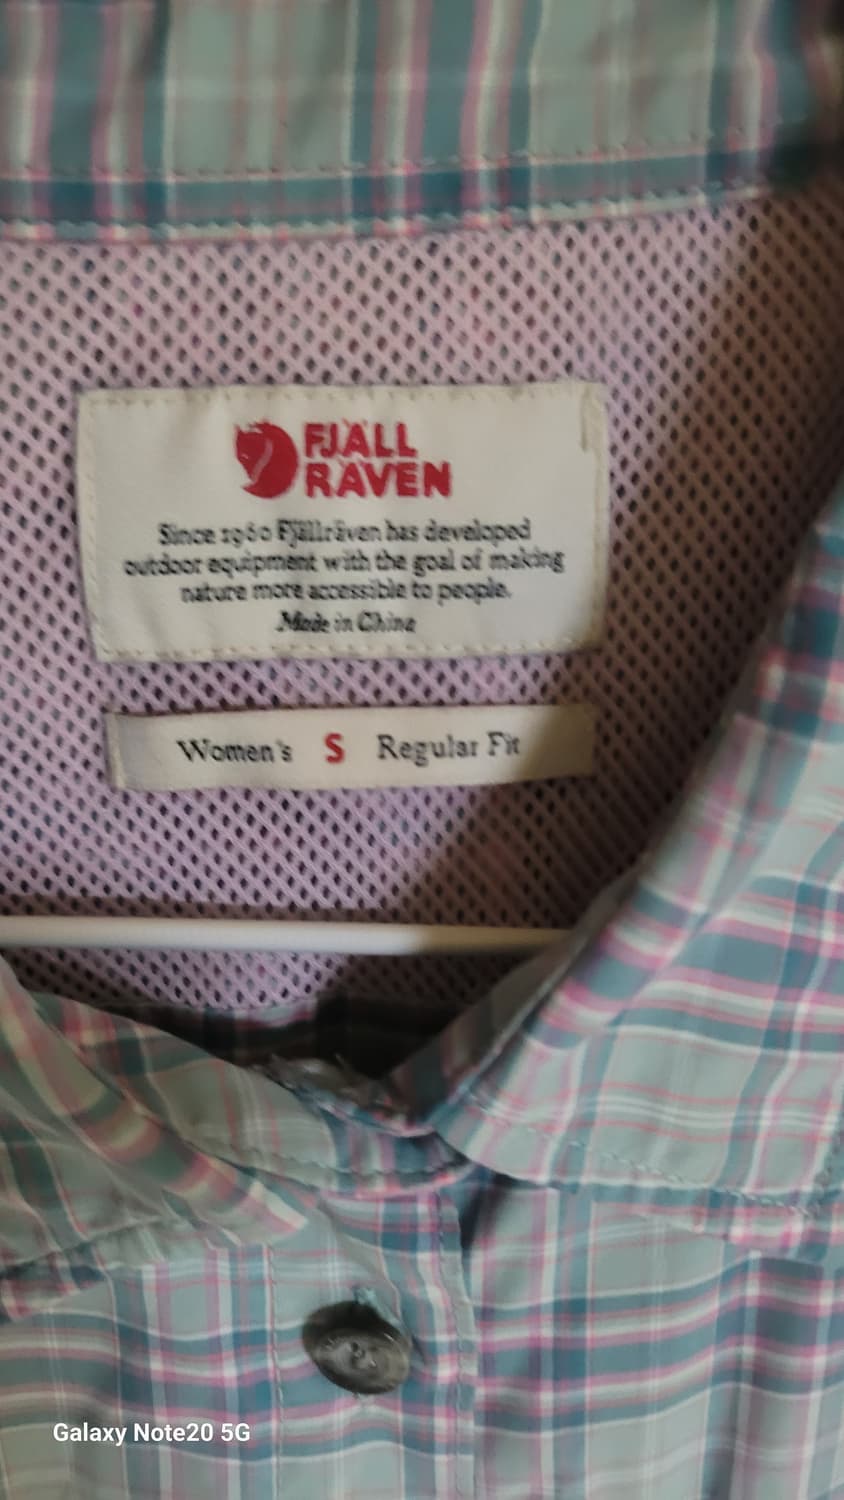 FJÄLL
RÄVEN
Since 1960 Fjällräven has developed
outdoor equipment with the goal of making
nature more accessible to people.
Made in China
Women's S Regular Fit
Galaxy Note20 5G